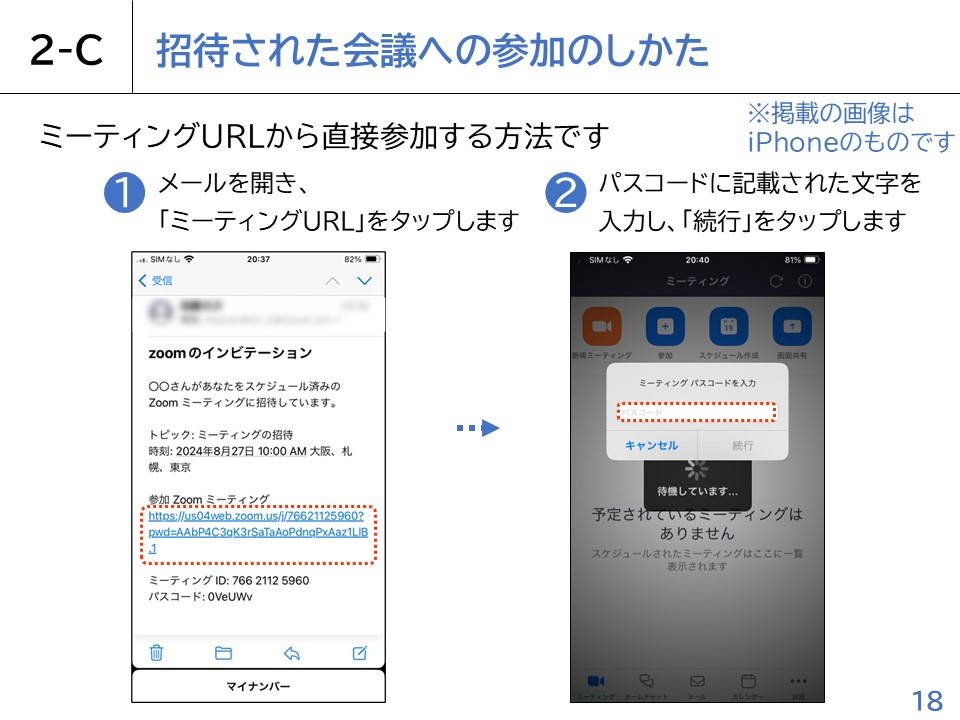 2-C
招待された会議への参加のしかた
ミーティングURLから直接参加する方法です
※掲載の画像は
iPhoneのものです
1
メールを開き、
「ミーティングURL」をタップします
2
パスコードに記載された文字を
入力し、「続行」をタップします
SIMなし 20:37 82%
受信
zoomのインビテーション
〇〇さんがあなたをスケジュール済みの
Zoom ミーティングに招待しています。
トピック: ミーティングの招待
時刻: 2024年8月27日 10:00 AM 大阪、札
幌、東京
参加 Zoom ミーティング
https://us04web.zoom.us/j/76621125960?
pwd=AAbP4C3qK3rSaTaAoPdnqPxAaz1LlB
.1
ミーティング ID: 766 2112 5960
パスコード: 0VeUWv
マイナンバー
SIMなし 20:40 81%
ミーティング
19
新規ミーティング 参加 スケジュール作成 画面共有
ミーティング パスコードを入力
パスコード
キャンセル 続行
待機しています...
予定されているミーティングは
ありません
スケジュールされたミーティングはここに一覧
表示されます
ミーティング チームチャット メール カレンダー 詳細
18